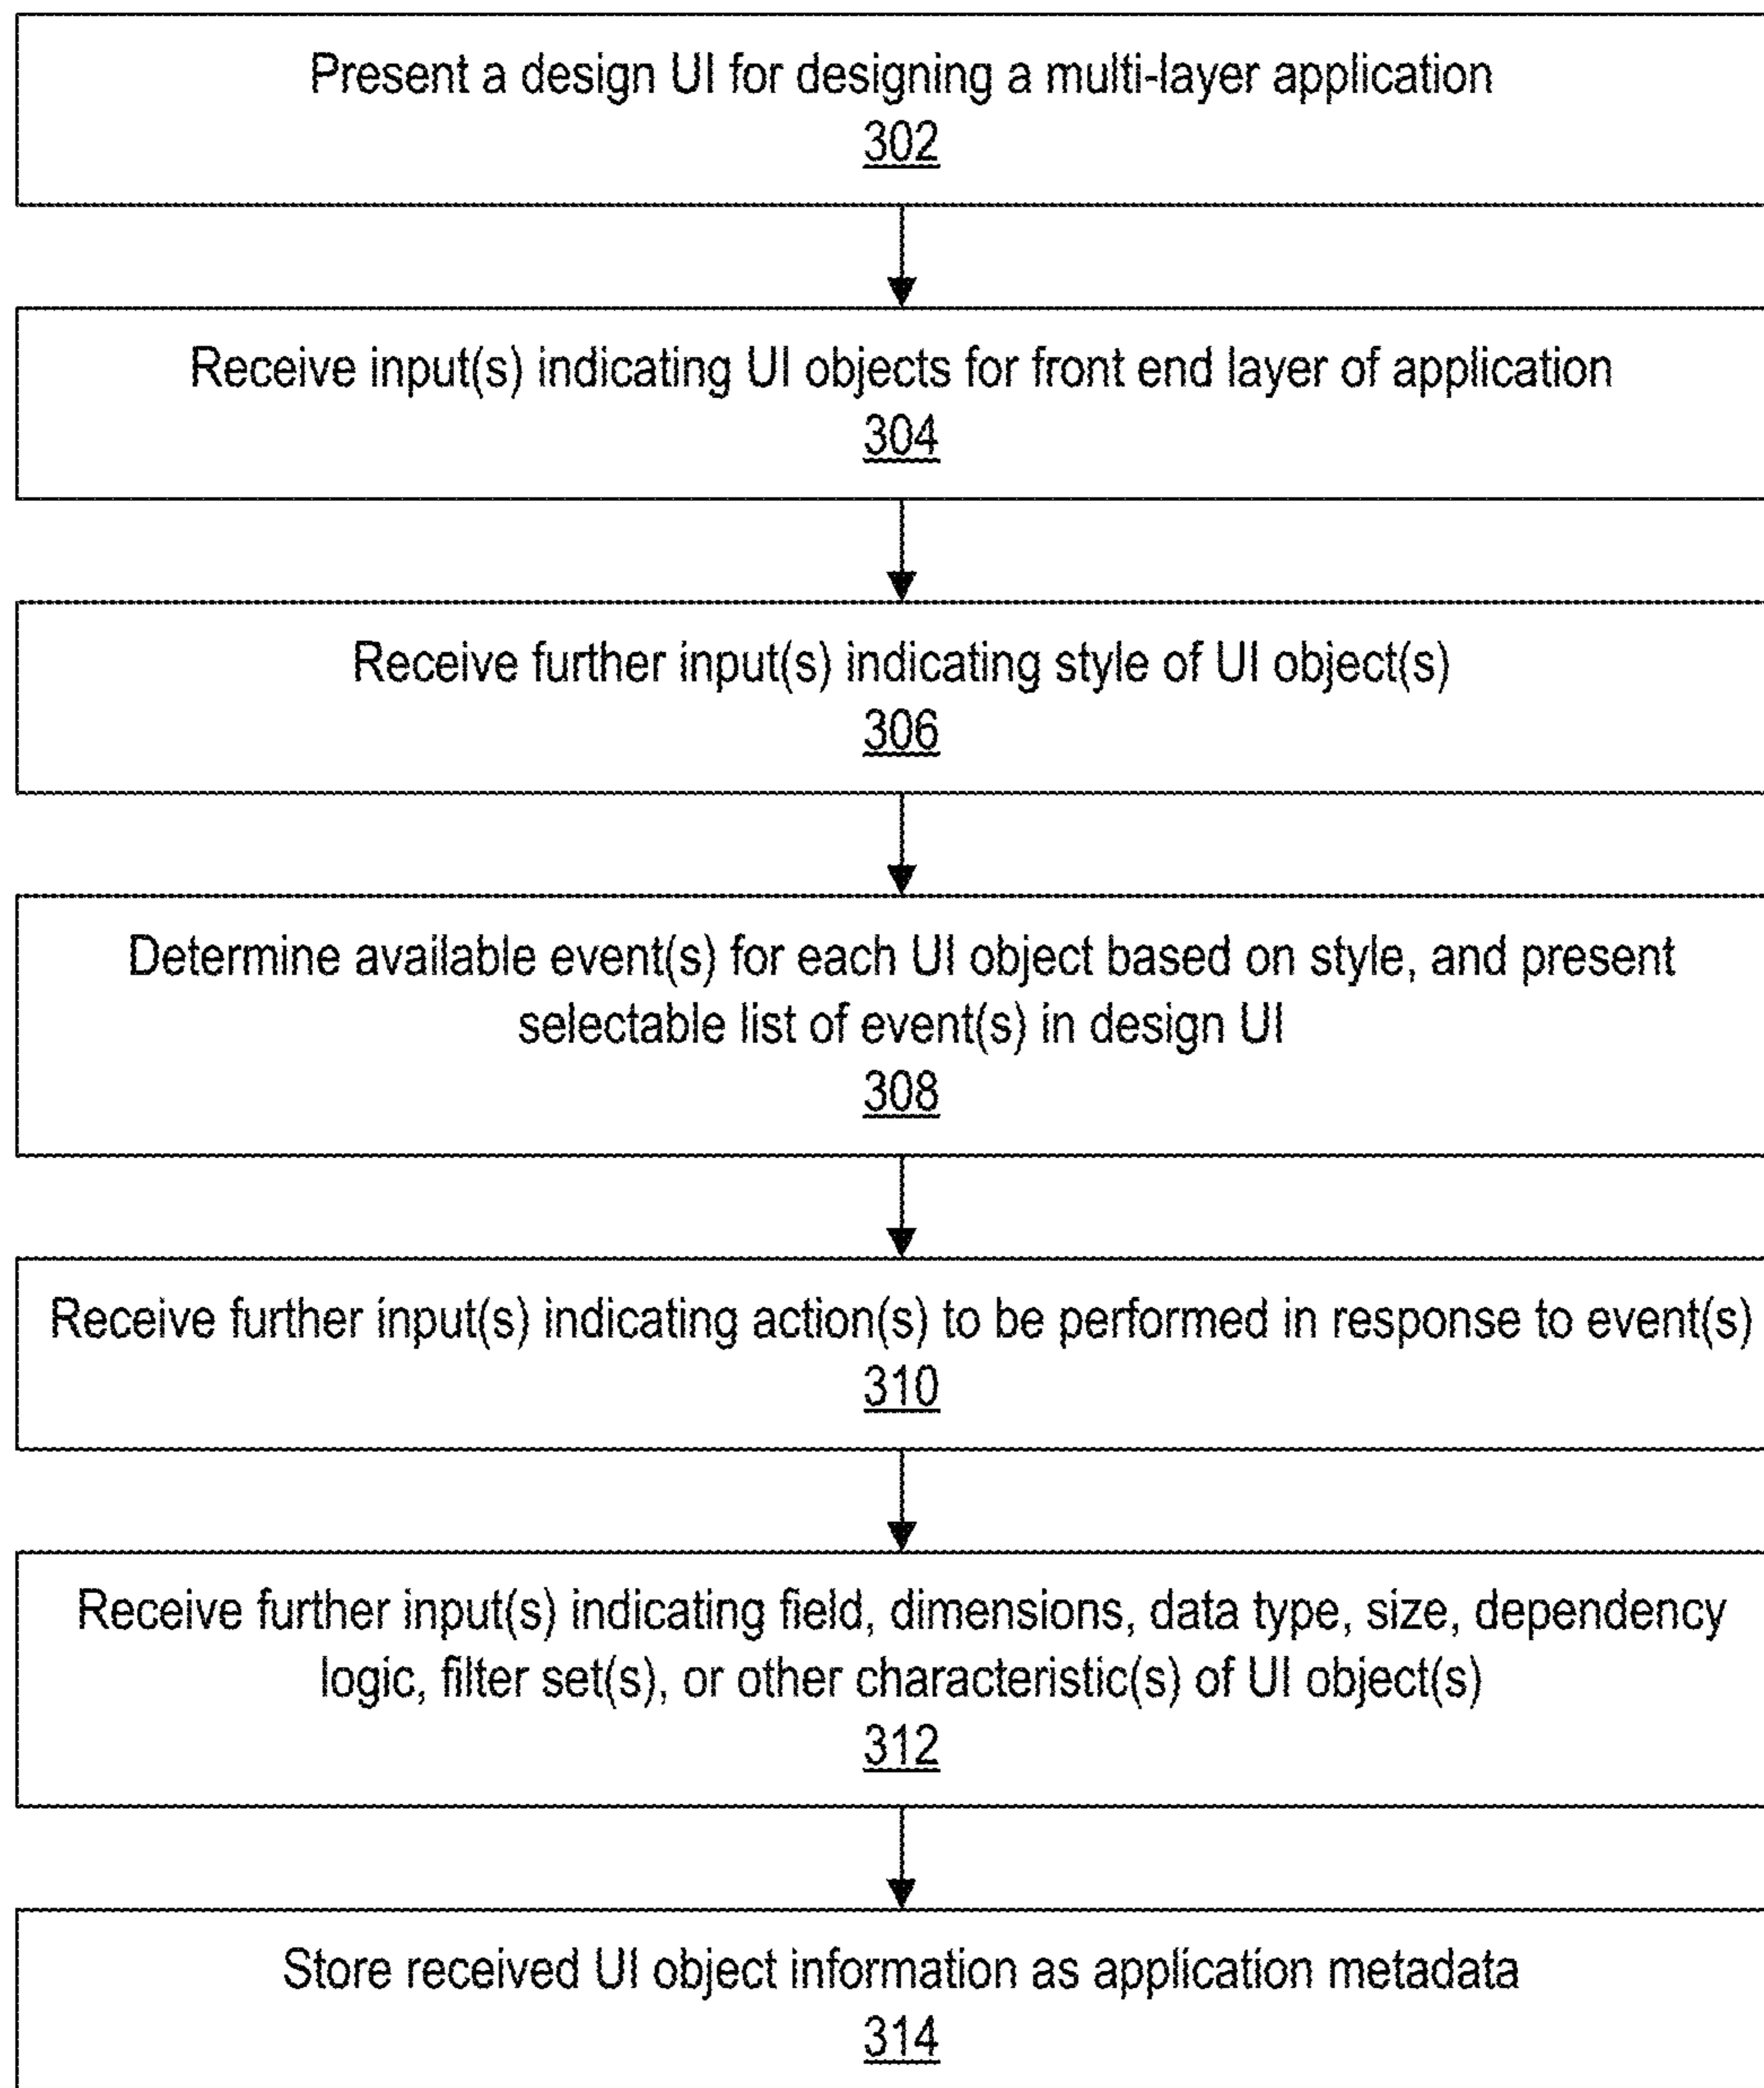 Present a design UI for designing a multi-layer application
302
Receive input(s) indicating UI objects for front end layer of application
304
Receive further input(s) indicating style of UI object(s)
306
Determine available event(s) for each UI object based on style, and present
selectable list of event(s) in design UI
308
Receive further input(s) indicating action(s) to be performed in response to event(s)
310
Receive further input(s) indicating field, dimensions, data type, size, dependency
logic, filter set(s), or other characteristic(s) of UI object(s)
312
Store received UI object information as application metadata
314